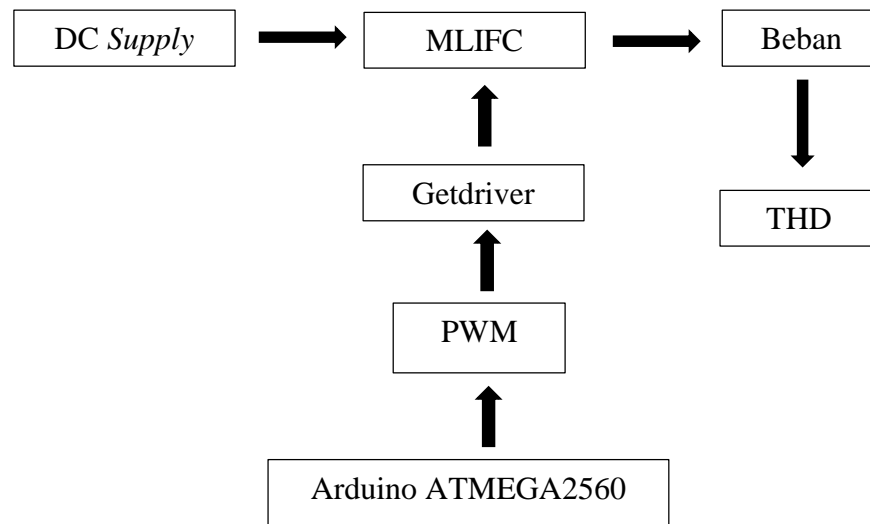 DC Supply
MLIFC
Beban
Getdriver
THD
PWM
Arduino ATMEGA2560